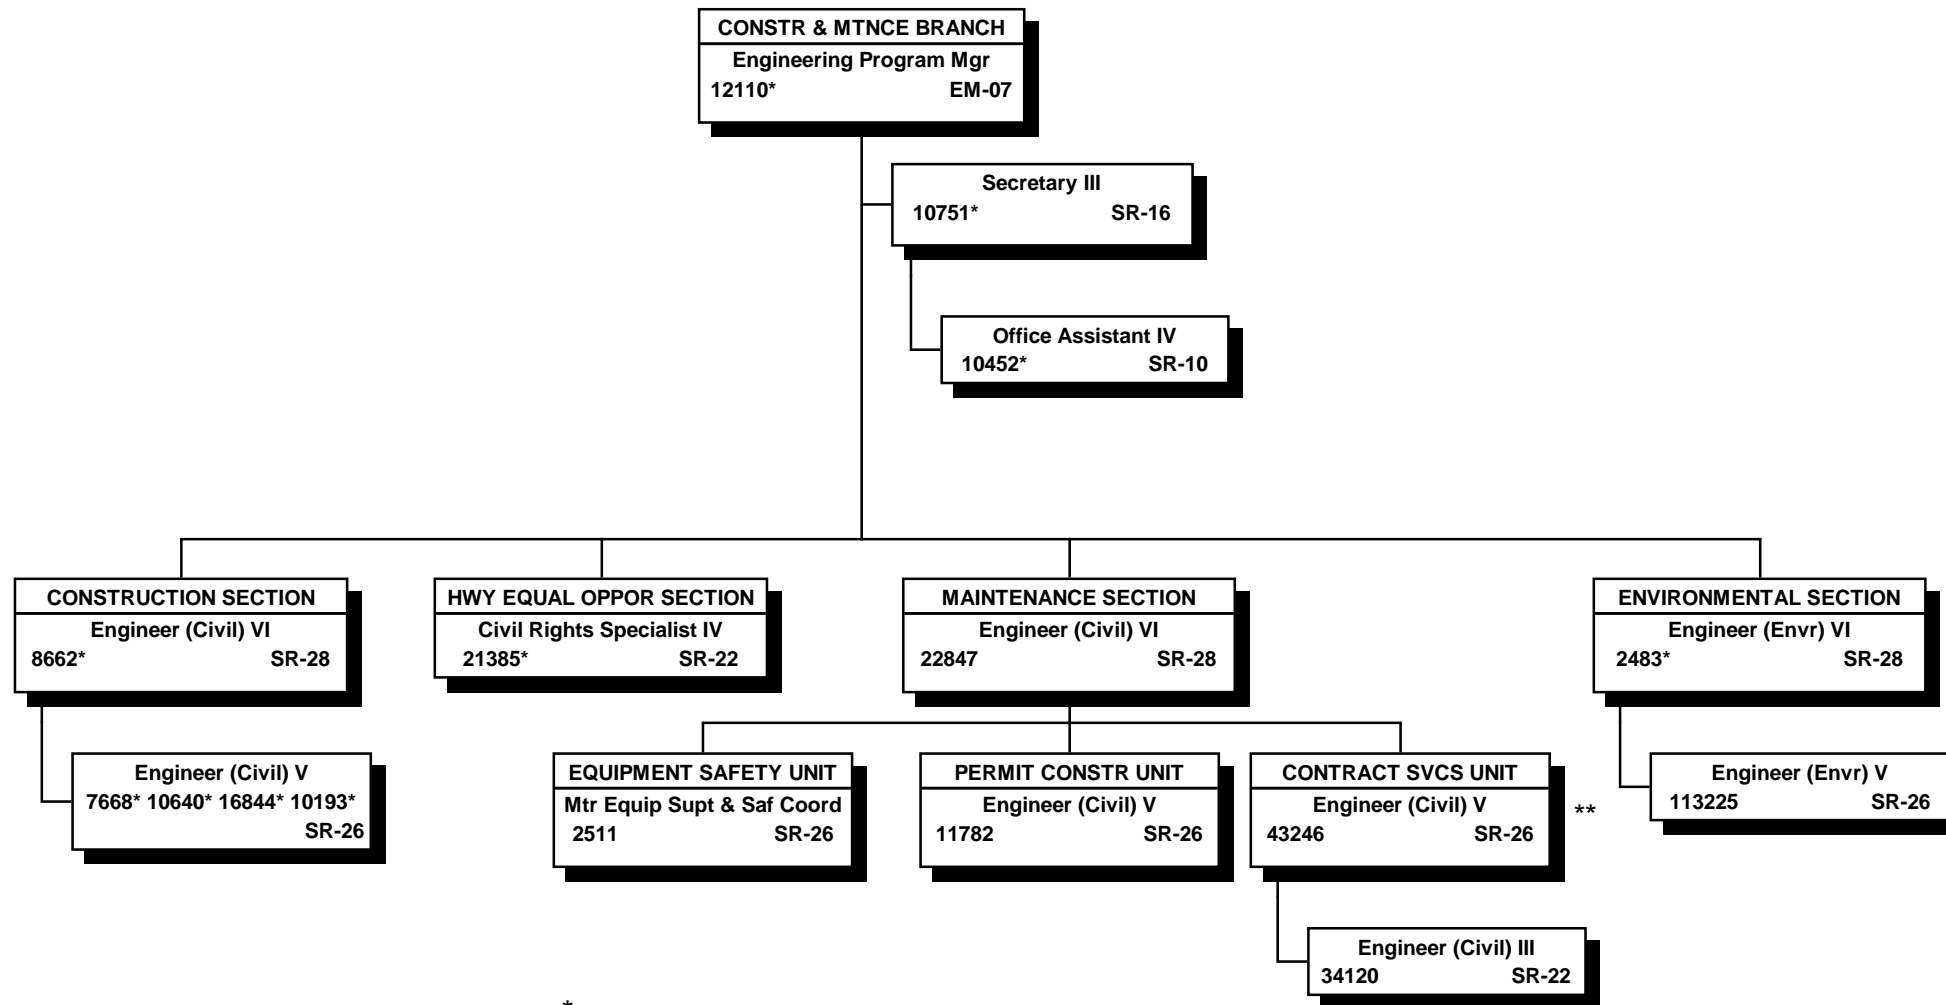 CONSTR & MTNCE BRANCH
Engineering Program Mgr
12110* EM-07
Secretary III
10751* SR-16
Office Assistant IV
10452* SR-10
CONSTRUCTION SECTION
Engineer (Civil) VI
8662* SR-28
HWY EQUAL OPPOR SECTION
Civil Rights Specialist IV
21385* SR-22
MAINTENANCE SECTION
Engineer (Civil) VI
22847 SR-28
ENVIRONMENTAL SECTION
Engineer (Envr) VI
2483* SR-28
Engineer (Civil) V
7668* 10640* 16844* 10193*
SR-26
EQUIPMENT SAFETY UNIT
Mtr Equip Supt & Saf Coord
2511 SR-26
PERMIT CONSTR UNIT
Engineer (Civil) V
11782 SR-26
CONTRACT SVCS UNIT
Engineer (Civil) V
43246 SR-26
**
Engineer (Envr) V
113225 SR-26
Engineer (Civil) III
34120 SR-22
*